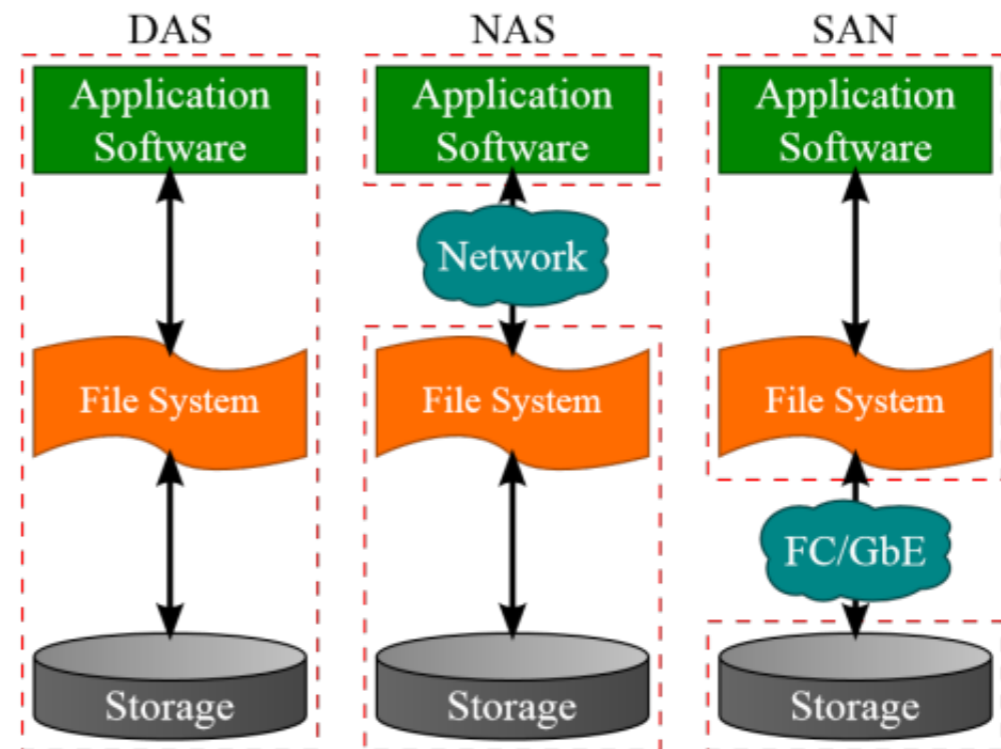 DAS
Application
Software
File System
Storage
NAS
Application
Software
Network
File System
Storage
SAN
Application
Software
File System
FC/GbE
Storage